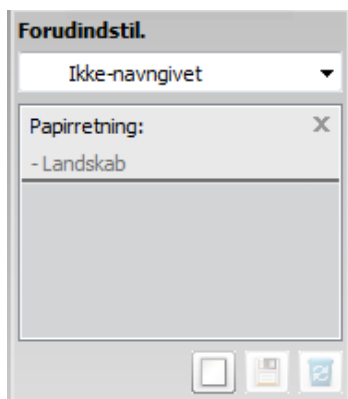 Forudindstil.
Ikke-navngivet
Papirretning:
- Landskab